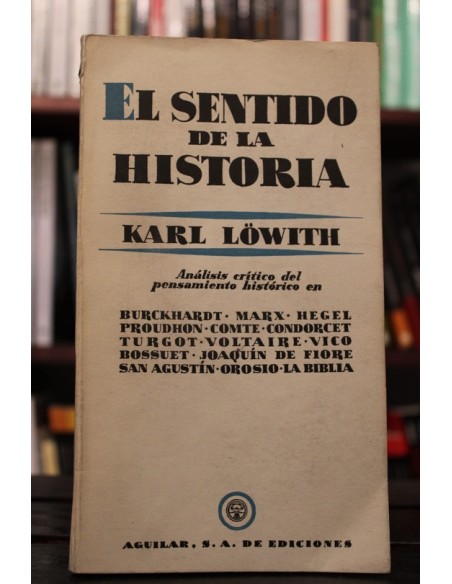 EL SENTIDO
DE LA
HISTORIA
KARL LÖWITH
Análisis crítico del
pensamiento histórico en
BURCKHARDT · MARX · HEGEL
PROUDHON · COMTE · CONDORCET
TURGOT · VOLTAIRE · VICO
BOSSUET · JOAQUÍN DE FIORE
SAN AGUSTÍN · OROSIO · LA BIBLIA
AGUILAR, S. A. DE EDICIONES